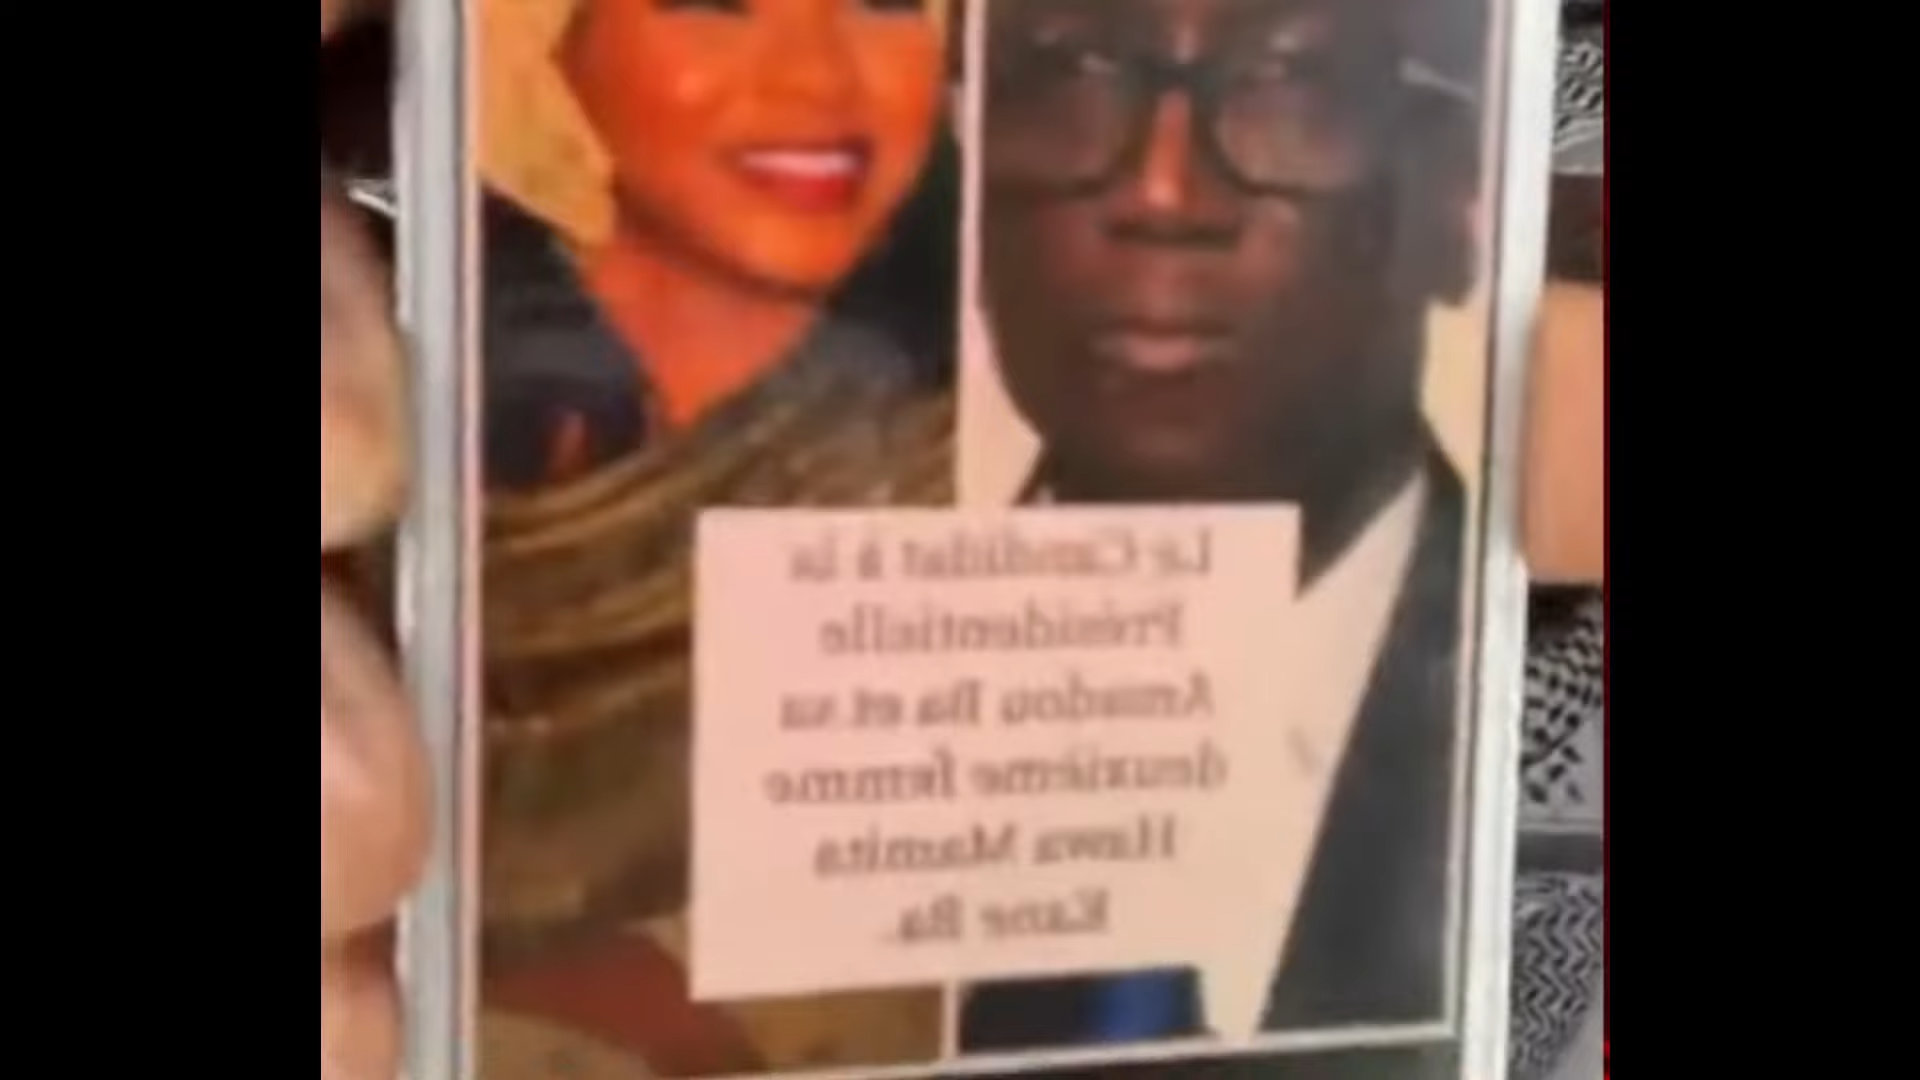 Le Candidat à la
Présidentielle
Amadou Ba et sa
deuxième femme
Hawa Mamita
Kane Ba.